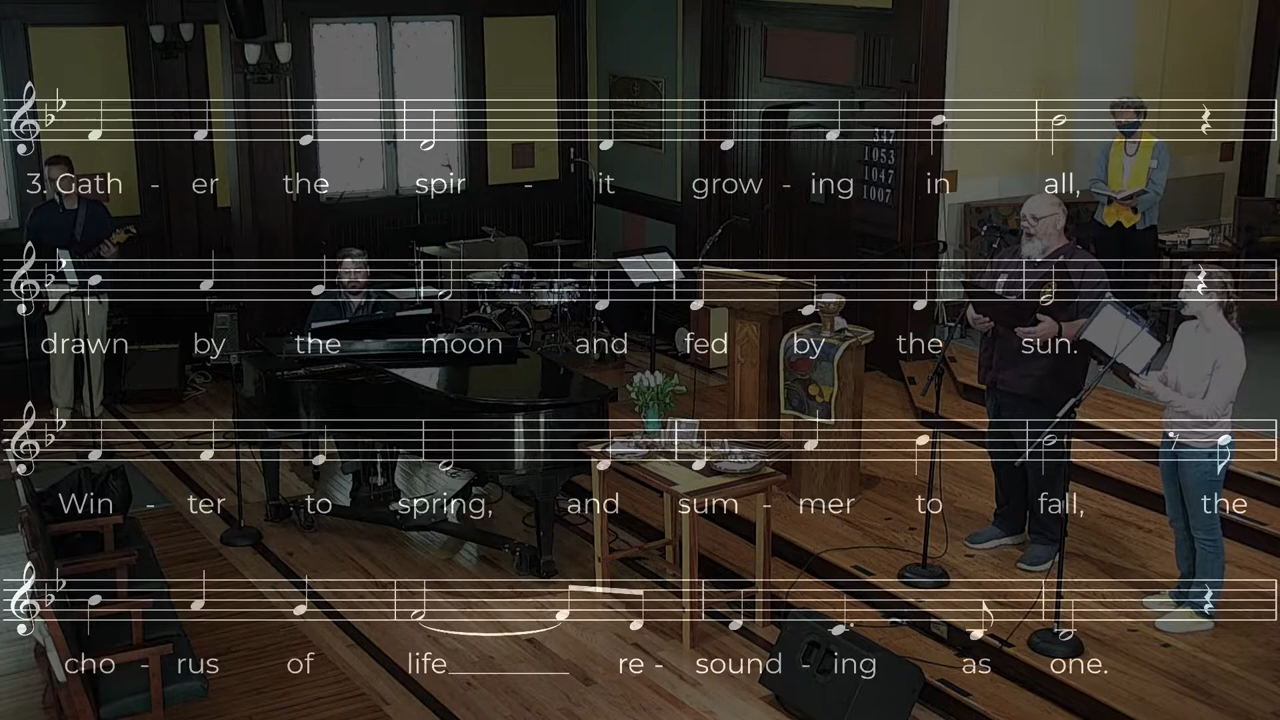 347
1053
1047
1007
3. Gath - er the spir - it grow - ing in all,
drawn by the moon and fed by the sun.
Win - ter to spring, and sum - mer to fall, the
cho - rus of life re - sound - ing as one.